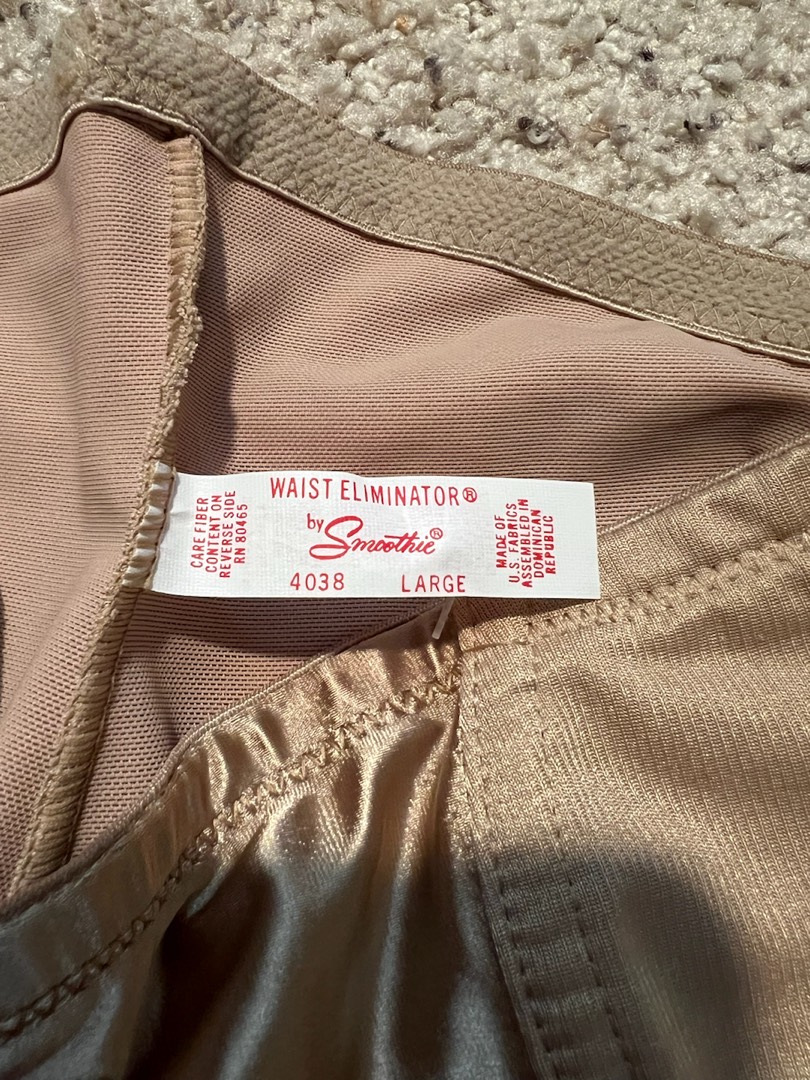 CARE FIBER
CONTENT ON
REVERSE SIDE
RN 80465
WAIST ELIMINATOR®
by Smoothie®
4038 LARGE
MADE OF
U.S. FABRICS
ASSEMBLED IN
DOMINICAN
REPUBLIC